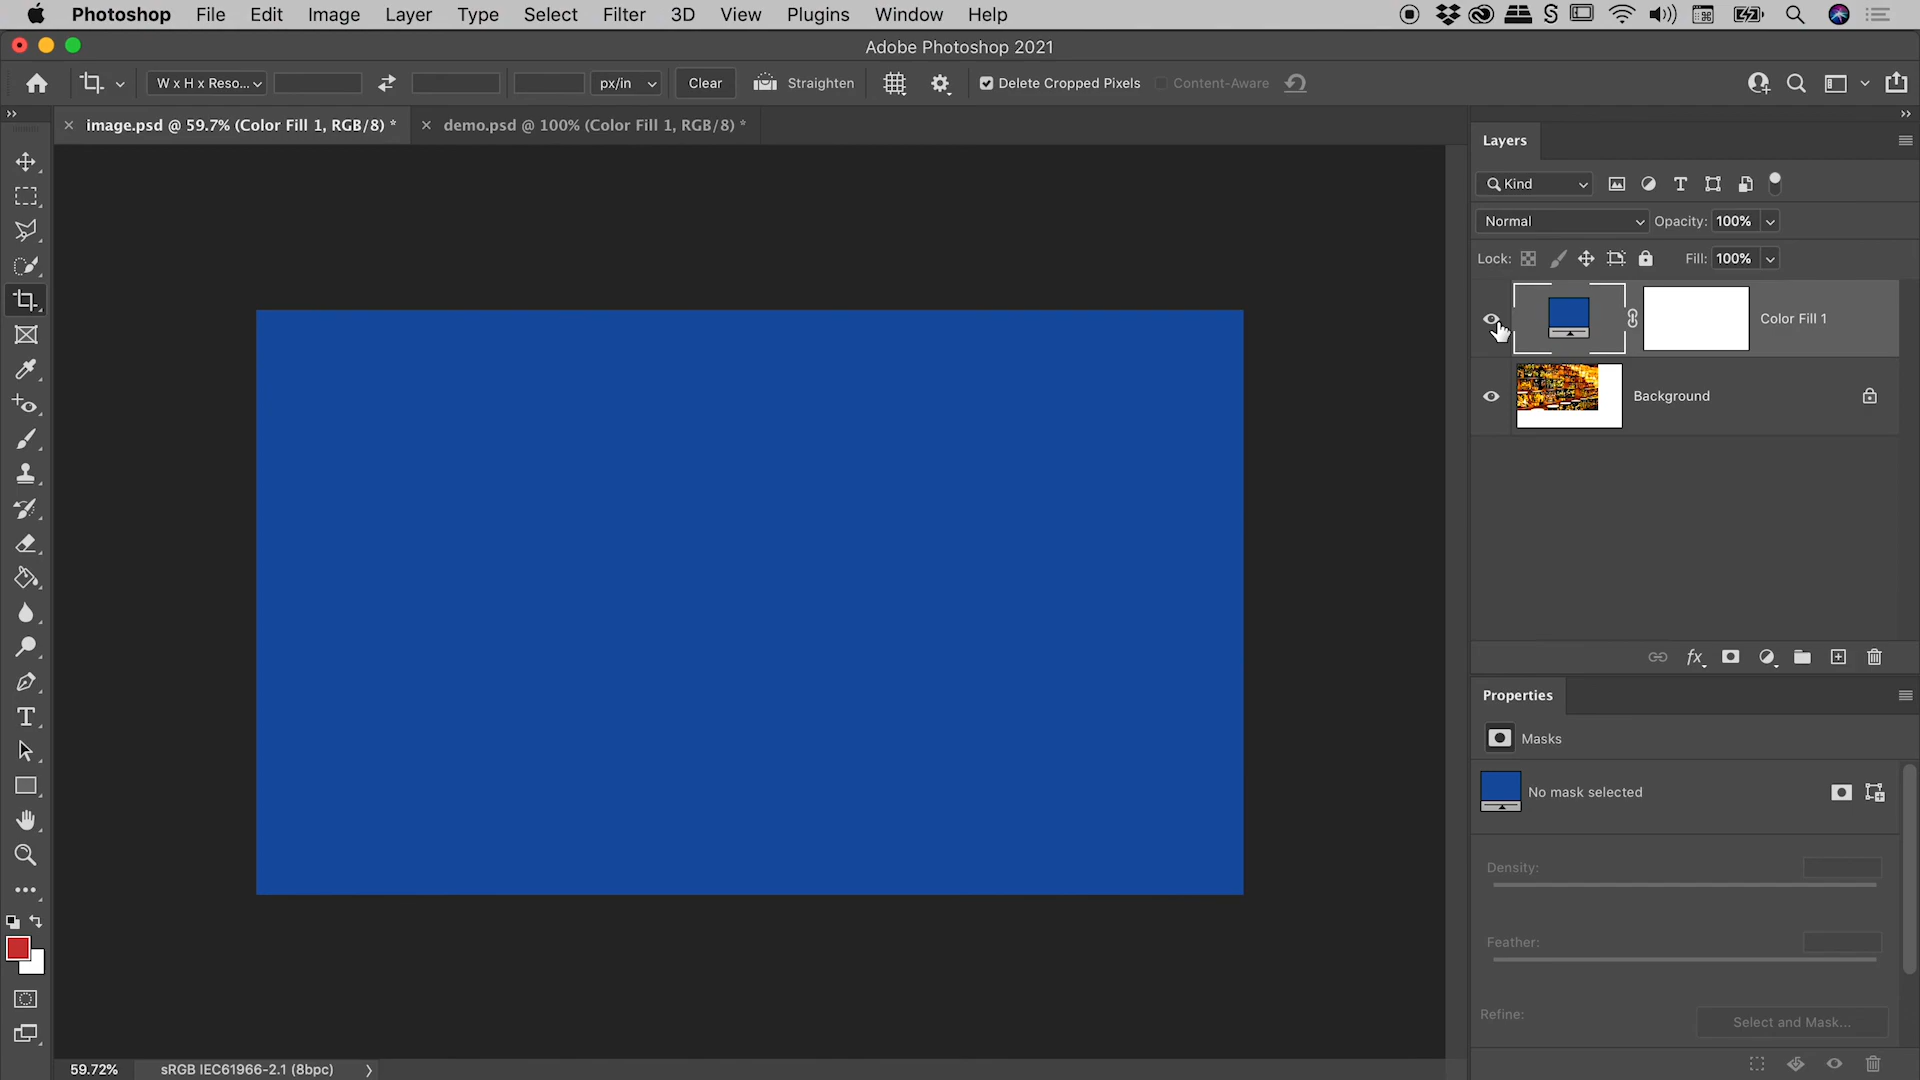 Photoshop File Edit Image Layer Type Select Filter 3D View Plugins Window Help
Adobe Photoshop 2021
W x H x Reso... px/in Clear Straighten Delete Cropped Pixels Content-Aware
image.psd @ 59.7% (Color Fill 1, RGB/8) * demo.psd @ 100% (Color Fill 1, RGB/8) *
Layers
Kind
Normal Opacity: 100%
Lock: Fill: 100%
Color Fill 1
Background
fx
Properties
Masks
No mask selected
Density:
Feather:
Refine: Select and Mask...
59.72% sRGB IEC61966-2.1 (8bpc)